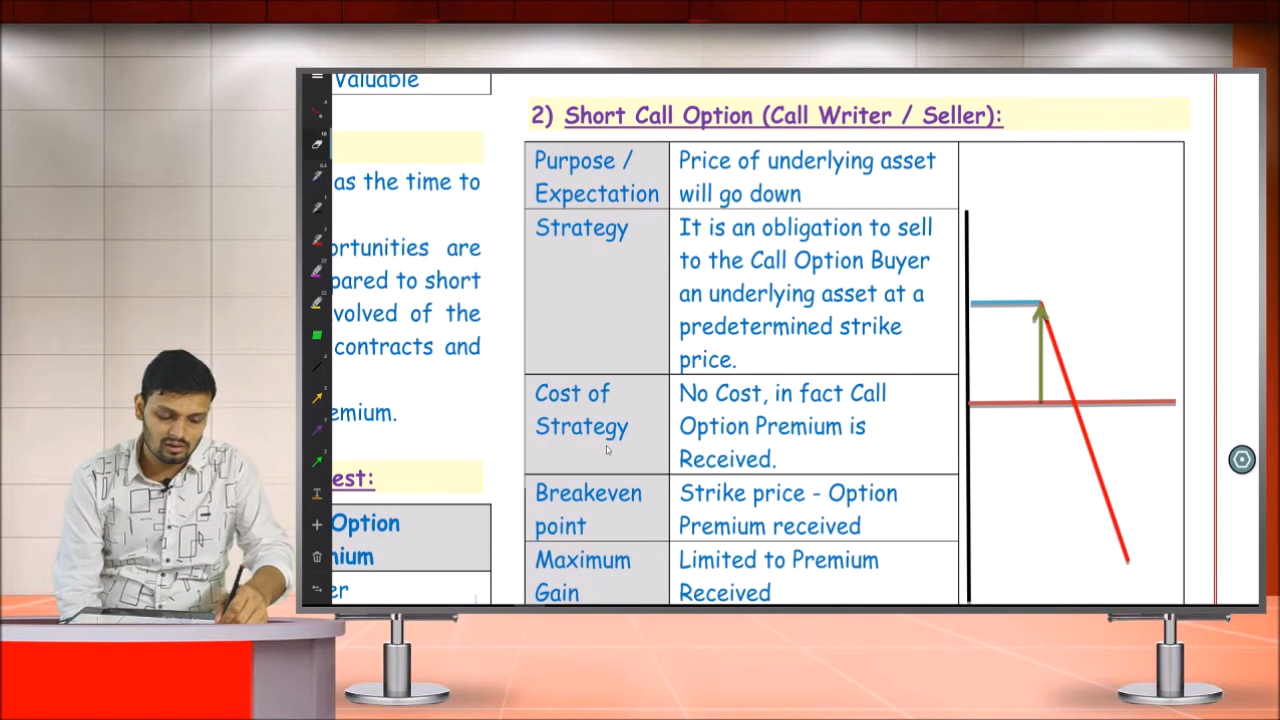 Valuable
as the time to
ortunities are
pared to short
volved of the
contracts and
emium.
est:
Option
nium
er
2) Short Call Option (Call Writer / Seller):
Purpose /
Expectation
Price of underlying asset
will go down
Strategy
It is an obligation to sell
to the Call Option Buyer
an underlying asset at a
predetermined strike
price.
Cost of
Strategy
No Cost, in fact Call
Option Premium is
Received.
Breakeven
point
Strike price - Option
Premium received
Maximum
Gain
Limited to Premium
Received